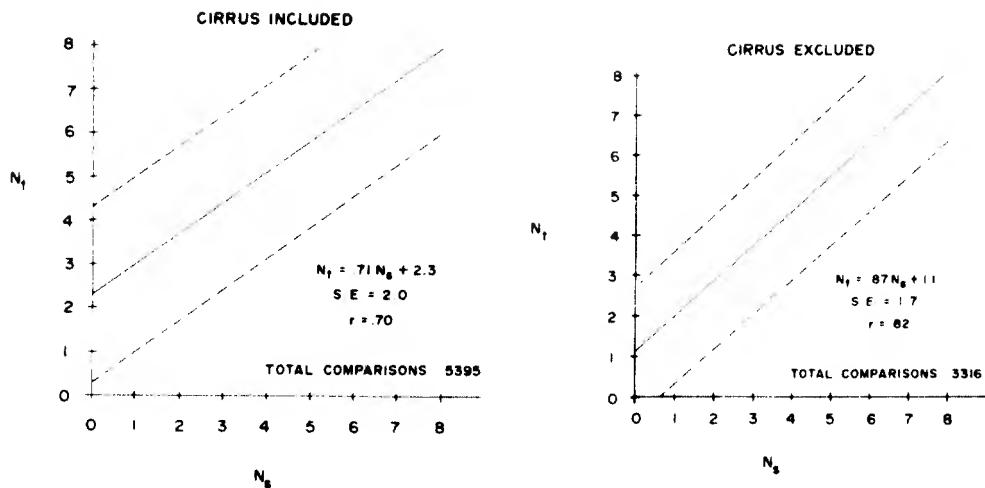 CIRRUS INCLUDED
8
7
6
5
4
3
2
1
0
N_t
N_t = .71 N_s + 2.3
S E = 2.0
r = .70
TOTAL COMPARISONS 5395
0 1 2 3 4 5 6 7 8
N_s
CIRRUS EXCLUDED
8
7
6
5
4
3
2
1
0
N_t
N_t = .87 N_s + 1.1
S E = 1.7
r = .82
TOTAL COMPARISONS 3316
0 1 2 3 4 5 6 7 8
N_s